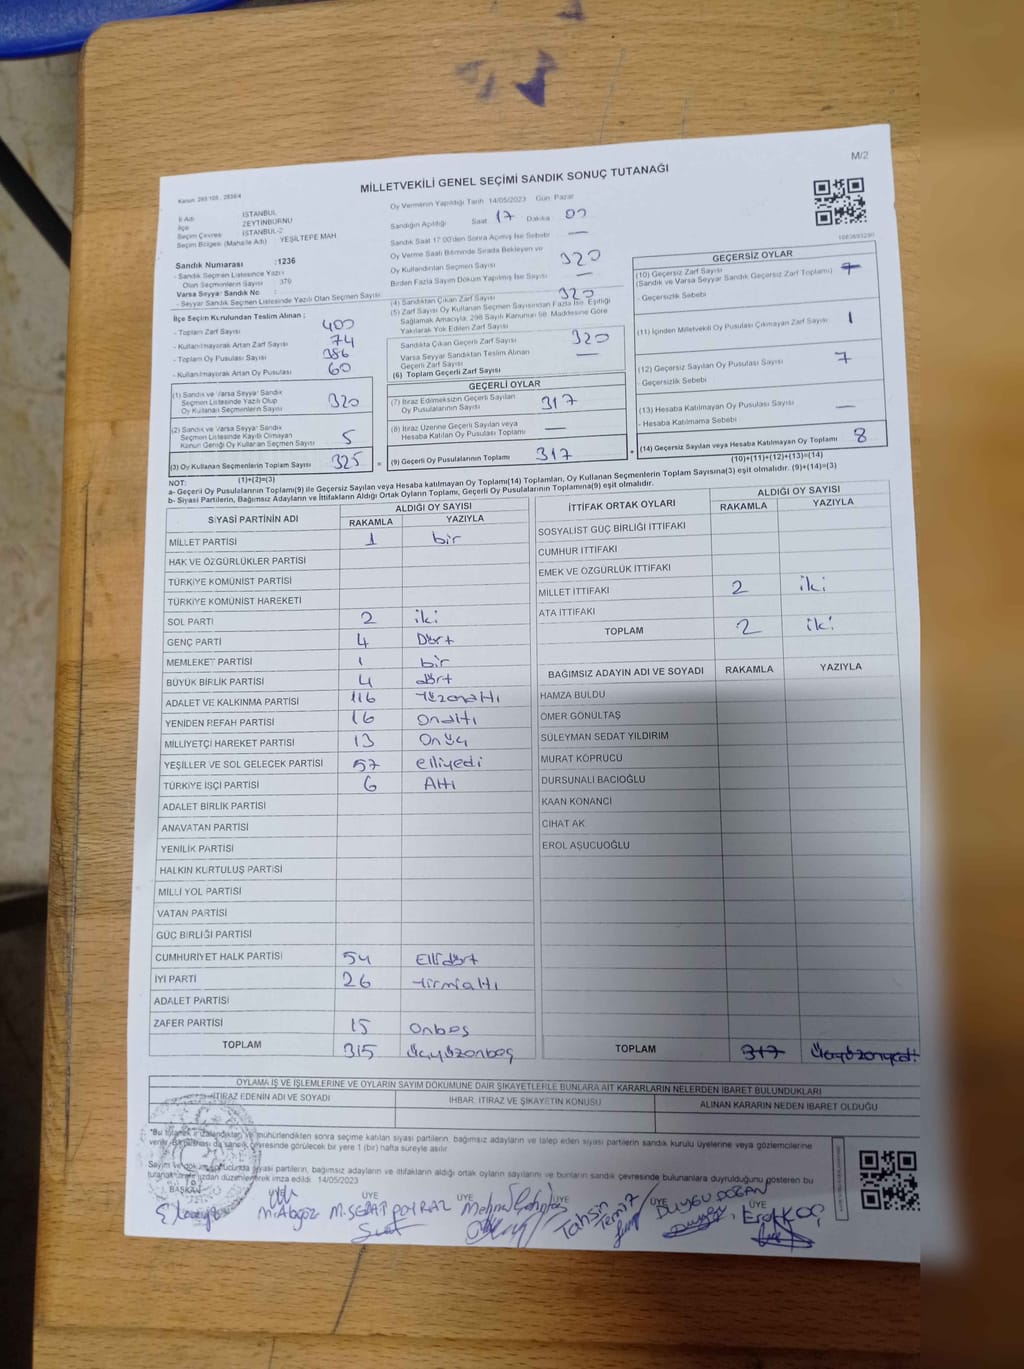 M/2
MİLLETVEKİLİ GENEL SEÇİMİ SANDIK SONUÇ TUTANAĞI
İl Adı İSTANBUL
İlçe ZEYTİNBURNU
Seçim Çevresi İSTANBUL-2
Seçim Bölgesi (Mahalle Adı) YEŞİLTEPE MAH
Sandık Numarası :1236
- Sandık Seçmen Listesinde Yazılı
Olan Seçmenlerin Sayısı : 370
Varsa Seyyar Sandık No :
- Seyyar Sandık Seçmen Listesinde Yazılı Olan Seçmen Sayısı
İlçe Seçim Kurulundan Teslim Alınan ;
- Toplam Zarf Sayısı 400
- Kullanılmayarak Artan Zarf Sayısı 74
- Toplam Oy Pusulası Sayısı 386
- Kullanılmayarak Artan Oy Pusulası 60
(1) Sandık ve Varsa Seyyar Sandık
Seçmen Listesinde Yazılı Olup
Oy Kullanan Seçmenlerin Sayısı 320
(2) Sandık ve Varsa Seyyar Sandık
Seçmen Listesinde Kayıtlı Olmayan
Kanun Gereği Oy Kullanan Seçmen Sayısı 5
(3) Oy Kullanan Seçmenlerin Toplam Sayısı 325
(1)+(2)=(3)
Oy Vermenin Yapıldığı Tarih 14/05/2023 Gün Pazar
Sandığın Açıldığı Saat 17 Dakika 00
Sandık Saat 17.00'den Sonra Açılmış İse Sebebi —
Oy Verme Saati Bitiminde Sırada Bekleyen ve
Oy Kullandırılan Seçmen Sayısı 320
Birden Fazla Sayım Döküm Yapılmış İse Sayısı —
(4) Sandıktan Çıkan Zarf Sayısı 320
(5) Zarf Sayısı Oy Kullanan Seçmen Sayısından Fazla İse, Eşitliği
Sağlamak Amacıyla, 298 Sayılı Kanunun 98. Maddesine Göre
Yakılarak Yok Edilen Zarf Sayısı
Sandıkta Çıkan Geçerli Zarf Sayısı 320
Varsa Seyyar Sandıktan Teslim Alınan
Geçerli Zarf Sayısı —
(6) Toplam Geçerli Zarf Sayısı
GEÇERLİ OYLAR
(7) İtiraz Edilmeksizin Geçerli Sayılan
Oy Pusulalarının Sayısı 317
(8) İtiraz Üzerine Geçerli Sayılan veya
Hesaba Katılan Oy Pusulası Toplamı —
(9) Geçerli Oy Pusulalarının Toplamı 317
GEÇERSİZ OYLAR
(10) Geçersiz Zarf Sayısı
(Sandık ve Varsa Seyyar Sandık Geçersiz Zarf Toplamı)
- Geçersizlik Sebebi
(11) İçinden Milletvekili Oy Pusulası Çıkmayan Zarf Sayısı 1
(12) Geçersiz Sayılan Oy Pusulası Sayısı 7
- Geçersizlik Sebebi
(13) Hesaba Katılmayan Oy Pusulası Sayısı —
- Hesaba Katılmama Sebebi
(14) Geçersiz Sayılan veya Hesaba Katılmayan Oy Toplamı 8
(10)+(11)+(12)+(13)=(14)
NOT:
a- Geçerli Oy Pusulalarının Toplamı(9) ile Geçersiz Sayılan veya Hesaba katılmayan Oy Toplamı(14) Toplamları, Oy Kullanan Seçmenlerin Toplam Sayısına(3) eşit olmalıdır. (9)+(14)=(3)
b- Siyasi Partilerin, Bağımsız Adayların ve İttifakların Aldığı Ortak Oyların Toplamı, Geçerli Oy Pusulalarının Toplamına(9) eşit olmalıdır.
SİYASİ PARTİNİN ADI ALDIĞI OY SAYISI
RAKAMLA YAZIYLA
MİLLET PARTİSİ 1 bir
HAK VE ÖZGÜRLÜKLER PARTİSİ
TÜRKİYE KOMÜNİST PARTİSİ
TÜRKİYE KOMÜNİST HAREKETİ
SOL PARTİ 2 iki
GENÇ PARTİ 4 Dört
MEMLEKET PARTİSİ 1 bir
BÜYÜK BİRLİK PARTİSİ 4 dört
ADALET VE KALKINMA PARTİSİ 116 Yüzonaltı
YENİDEN REFAH PARTİSİ 16 onaltı
MİLLİYETÇİ HAREKET PARTİSİ 13 Onüç
YEŞİLLER VE SOL GELECEK PARTİSİ 57 elliyedi
TÜRKİYE İŞÇİ PARTİSİ 6 Altı
ADALET BİRLİK PARTİSİ
ANAVATAN PARTİSİ
YENİLİK PARTİSİ
HALKIN KURTULUŞ PARTİSİ
MİLLİ YOL PARTİSİ
VATAN PARTİSİ
GÜÇ BİRLİĞİ PARTİSİ
CUMHURİYET HALK PARTİSİ 54 Ellidört
İYİ PARTİ 26 yirmialtı
ADALET PARTİSİ
ZAFER PARTİSİ 15 Onbeş
TOPLAM 315 üçyüzonbeş
İTTİFAK ORTAK OYLARI ALDIĞI OY SAYISI
RAKAMLA YAZIYLA
SOSYALİST GÜÇ BİRLİĞİ İTTİFAKI
CUMHUR İTTİFAKI
EMEK VE ÖZGÜRLÜK İTTİFAKI
MİLLET İTTİFAKI 2 iki
ATA İTTİFAKI
TOPLAM 2 iki
BAĞIMSIZ ADAYIN ADI VE SOYADI RAKAMLA YAZIYLA
HAMZA BULDU
ÖMER GÖNÜLTAŞ
SÜLEYMAN SEDAT YILDIRIM
MURAT KÖPRÜCÜ
DURSUNALİ BACIOĞLU
KAAN KONANCI
CİHAT AK
EROL AŞUCUOĞLU
TOPLAM 317
OYLAMA İŞ VE İŞLEMLERİNE VE OYLARIN SAYIM DÖKÜMÜNE DAİR ŞİKAYETLERLE BUNLARA AİT KARARLARIN NELERDEN İBARET BULUNDUKLARI
İTİRAZ EDENİN ADI VE SOYADI İHBAR, İTİRAZ VE ŞİKAYETİN KONUSU ALINAN KARARIN NEDEN İBARET OLDUĞU
mühürlendikten sonra seçime katılan siyasi partilerin, bağımsız adayların ve talep eden siyasi partilerin sandık kurulu üyelerine veya gözlemcilerine
çevresinde görülecek bir yere 1 (bir) hafta süreyle asılır
siyasi partilerin, bağımsız adayların ve ittifakların aldığı ortak oyların sayılarını ve bunların sandık çevresinde bulunanlara duyrulduğunu gösteren bu
düzenlenerek imza edildi. 14/05/2023
BAŞKAN ÜYE ÜYE ÜYE ÜYE ÜYE
M.SERAT POYRAZ Tahsin DUYGU DOĞAN Erol KOÇ